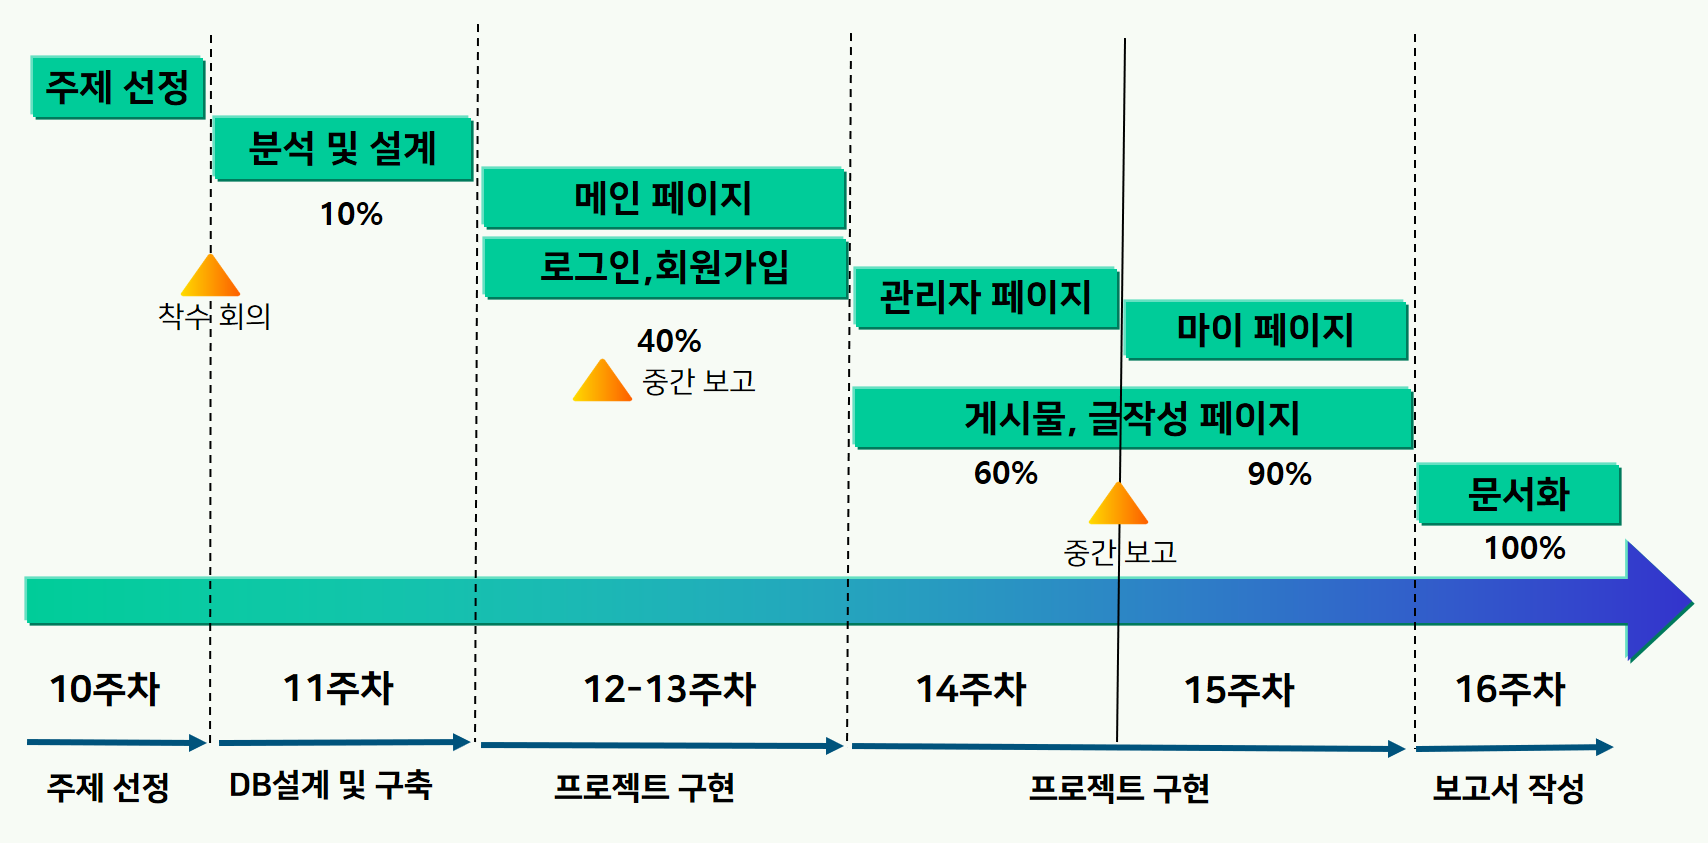 주제 선정
분석 및 설계
10%
착수 회의
메인 페이지
로그인,회원가입
40%
중간 보고
관리자 페이지
마이 페이지
게시물, 글작성 페이지
60%
90%
중간 보고
문서화
100%
10주차
11주차
12-13주차
14주차
15주차
16주차
주제 선정
DB설계 및 구축
프로젝트 구현
프로젝트 구현
보고서 작성